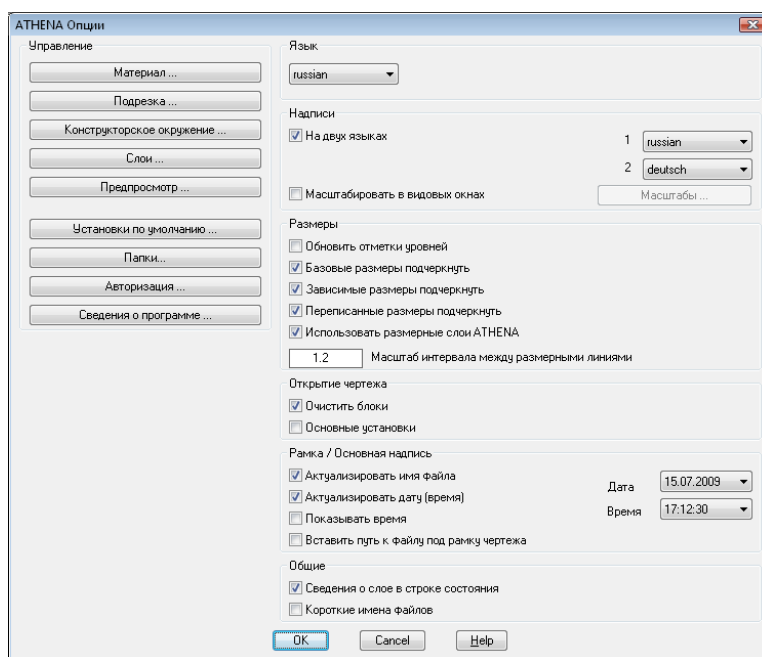 ATHENA Опции
Управление
Материал ...
Подрезка ...
Конструкторское окружение ...
Слои ...
Предпросмотр ...
Установки по умолчанию ...
Папки...
Авторизация ...
Сведения о программе ...
Язык
russian
Надписи
На двух языках
1 russian
2 deutsch
Масштабировать в видовых окнах
Масштабы ...
Размеры
Обновить отметки уровней
Базовые размеры подчеркнуть
Зависимые размеры подчеркнуть
Переписанные размеры подчеркнуть
Использовать размерные слои ATHENA
1.2 Масштаб интервала между размерными линиями
Открытие чертежа
Очистить блоки
Основные установки
Рамка / Основная надпись
Актуализировать имя файла
Актуализировать дату (время)
Показывать время
Вставить путь к файлу под рамку чертежа
Дата 15.07.2009
Время 17:12:30
Общие
Сведения о слое в строке состояния
Короткие имена файлов
OK Cancel Help